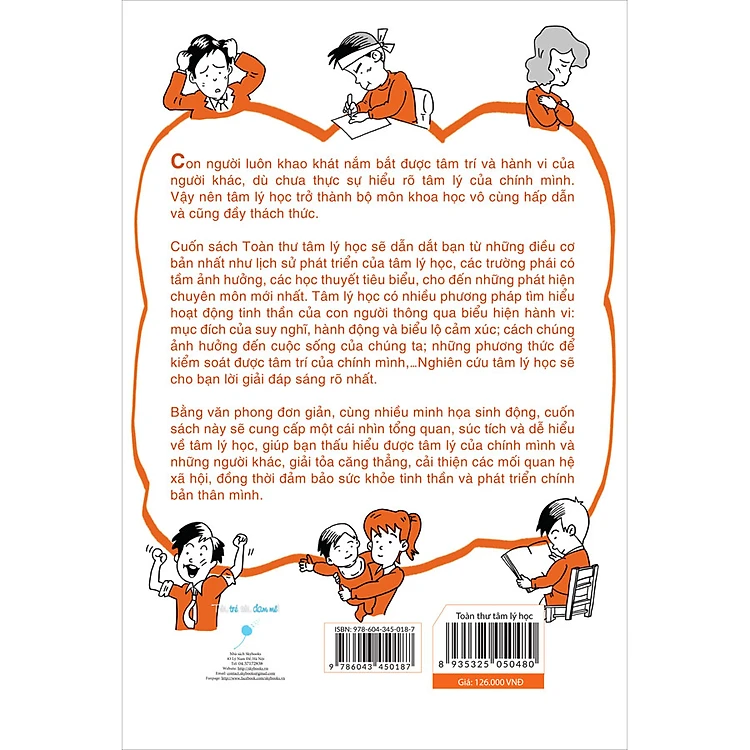 Con người luôn khao khát nắm bắt được tâm trí và hành vi của
người khác, dù chưa thực sự hiểu rõ tâm lý của chính mình.
Vậy nên tâm lý học trở thành bộ môn khoa học vô cùng hấp dẫn
và cũng đầy thách thức.
Cuốn sách Toàn thư tâm lý học sẽ dẫn dắt bạn từ những điều cơ
bản nhất như lịch sử phát triển của tâm lý học, các trường phái có
tầm ảnh hưởng, các học thuyết tiêu biểu, cho đến những phát hiện
chuyên môn mới nhất. Tâm lý học có nhiều phương pháp tìm hiểu
hoạt động tinh thần của con người thông qua biểu hiện hành vi:
mục đích của suy nghĩ, hành động và biểu lộ cảm xúc; cách chúng
ảnh hưởng đến cuộc sống của chúng ta; những phương thức để
kiểm soát được tâm trí của chính mình,...Nghiên cứu tâm lý học sẽ
cho bạn lời giải đáp sáng rõ nhất.
Bằng văn phong đơn giản, cùng nhiều minh họa sinh động, cuốn
sách này sẽ cung cấp một cái nhìn tổng quan, súc tích và dễ hiểu
về tâm lý học, giúp bạn thấu hiểu được tâm lý của chính mình và
những người khác, giải tỏa căng thẳng, cải thiện các mối quan hệ
xã hội, đồng thời đảm bảo sức khỏe tinh thần và phát triển chính
bản thân mình.
trẻ đam mê
Nhà sách Skybooks
Tel: 04 37172838
Website: http://skybooks.vn
Email: contact.skybooks@gmail.com
Fanpage: http://www.facebook.com/skybooks.vn
ISBN: 978-604-345-018-7
9 786043 450187
Toàn thư tâm lý học
8 935325 050480
Giá: 126.000 VNĐ